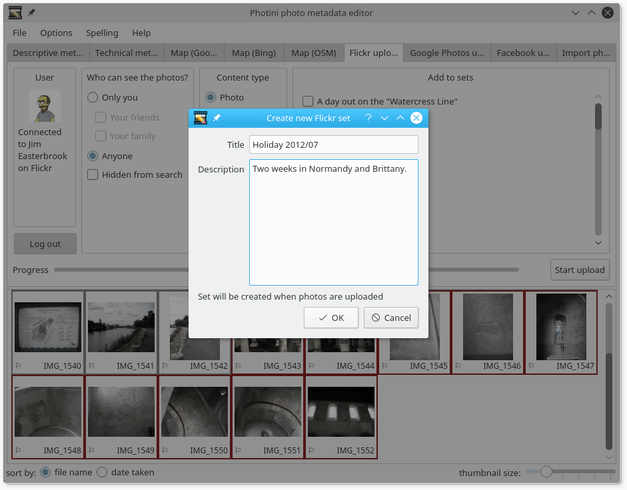 Photini photo metadata editor
File Options Spelling Help
Descriptive met... Technical met... Map (Goo... Map (Bing) Map (OSM) Flickr uplo... Google Photos u... Facebook u... Import ph...
User Who can see the photos? Content type Add to sets
Only you Photo A day out on the "Watercress Line"
Your friends
Connected
to Jim
Easterbrook
on Flickr
Your family
Anyone
Hidden from search
Log out
Create new Flickr set
Title Holiday 2012/07
Description Two weeks in Normandy and Brittany.
Set will be created when photos are uploaded
OK Cancel
Progress Start upload
IMG_1540 IMG_1541 IMG_1542 IMG_1543 IMG_1544 IMG_1545 IMG_1546 IMG_1547
IMG_1548 IMG_1549 IMG_1550 IMG_1551 IMG_1552
sort by: file name date taken thumbnail size: